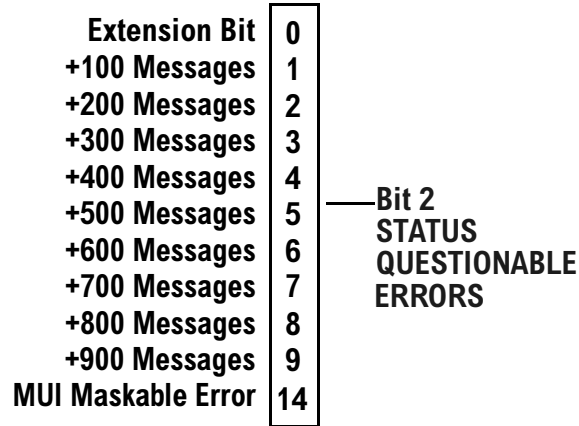 Extension Bit 0
+100 Messages 1
+200 Messages 2
+300 Messages 3
+400 Messages 4
+500 Messages 5
+600 Messages 6
+700 Messages 7
+800 Messages 8
+900 Messages 9
MUI Maskable Error 14
Bit 2
STATUS
QUESTIONABLE
ERRORS